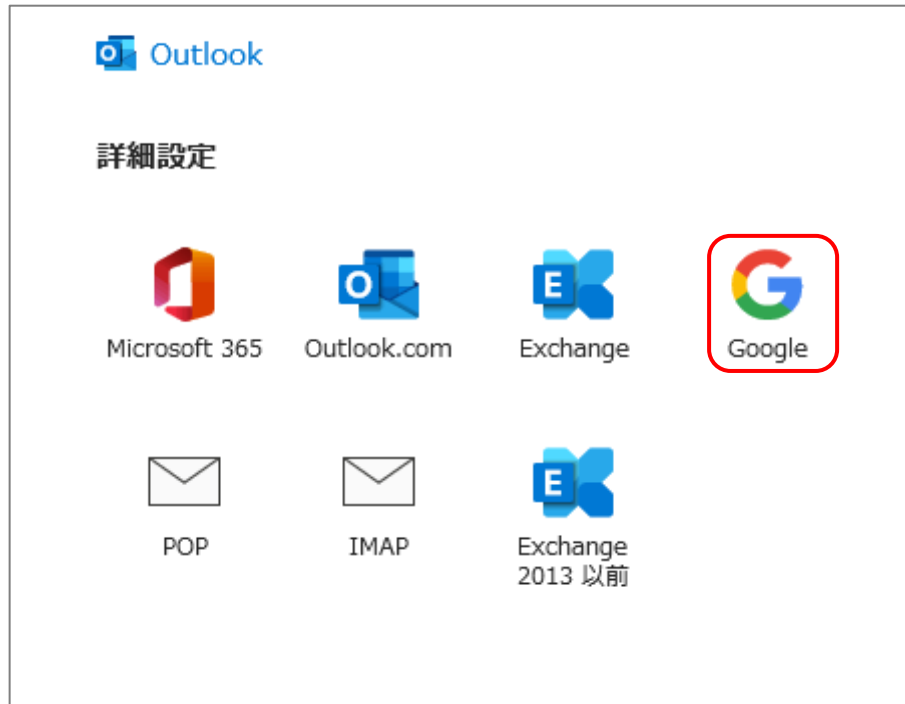 Outlook
詳細設定
Microsoft 365
Outlook.com
Exchange
Google
POP
IMAP
Exchange
2013 以前